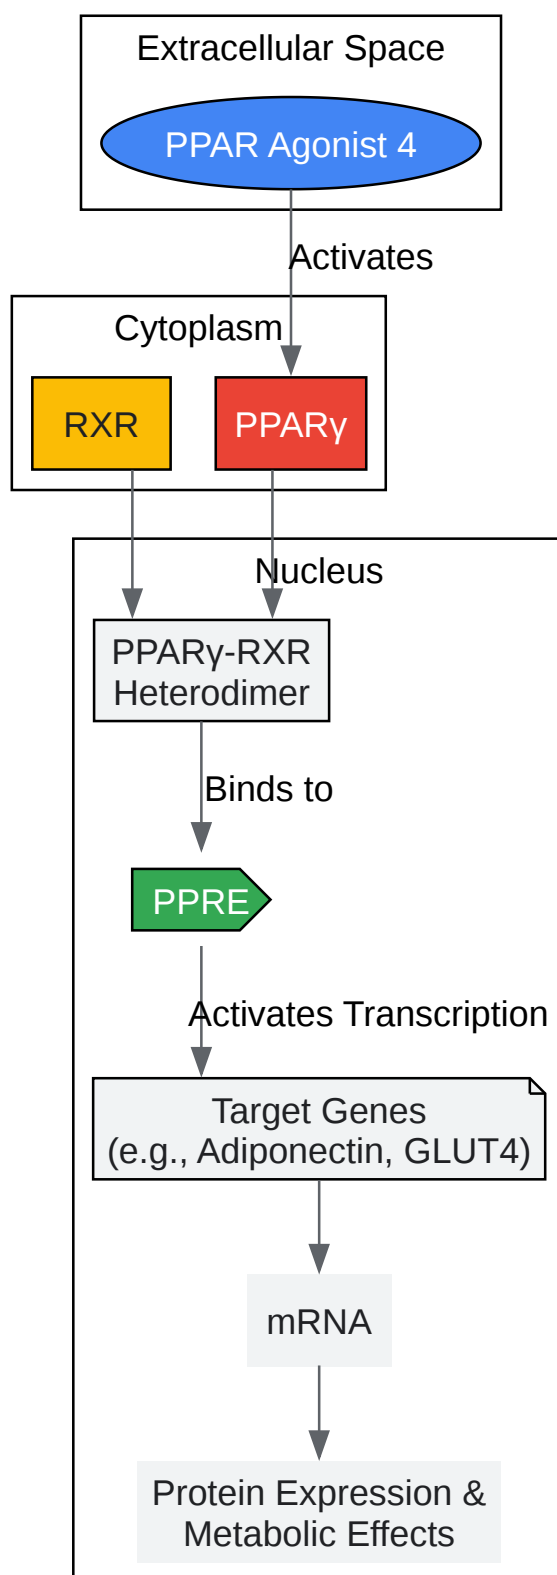 Extracellular Space
PPAR Agonist 4
Activates
Cytoplasm
RXR
PPARγ
Nucleus
PPARγ-RXR
Heterodimer
Binds to
PPRE
Activates Transcription
Target Genes
(e.g., Adiponectin, GLUT4)
mRNA
Protein Expression &
Metabolic Effects